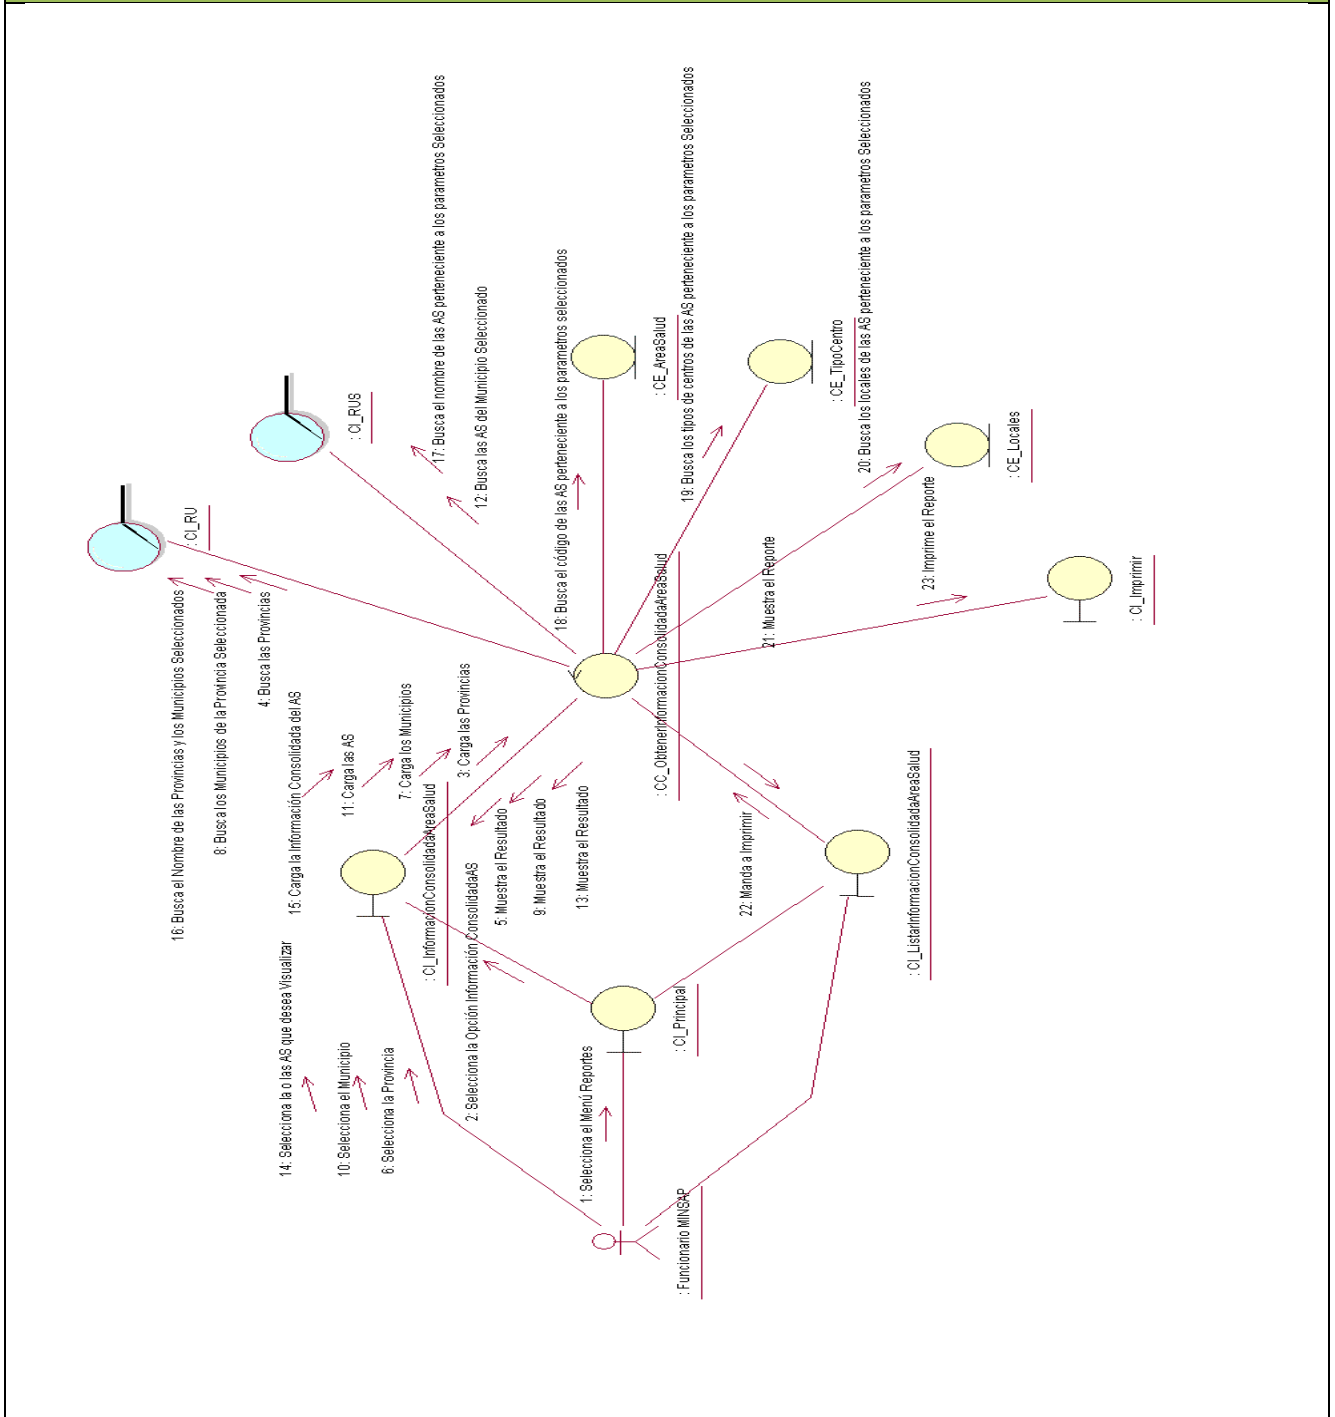 16: Busca el Nombre de las Provincias y los Municipios Seleccionados
: CI_RU
8: Busca los Municipios de la Provincia Seleccionada
4: Busca las Provincias
14: Selecciona la o las AS que desea Visualizar
15: Carga la Información Consolidada del AS
10: Selecciona el Municipio
11: Carga las AS
: CI_RUS
6: Selecciona la Provincia
7: Carga los Municipios
: CI_InformacionConsolidadaAreaSalud
17: Busca el nombre de las AS perteneciente a los parametros Seleccionados
3: Carga las Provincias
2: Selecciona la Opción Información ConsolidadaAS
12: Busca las AS del Municipio Seleccionado
5: Muestra el Resultado
9: Muestra el Resultado
18: Busca el código de las AS perteneciente a los parametros seleccionados
13: Muestra el Resultado
1: Selecciona el Menú Reportes
: CC_ObtenerInformacionConsolidadaAreaSalud
: CE_AreaSalud
: CI_Principal
: Funcionario MINSAP
19: Busca los tipos de centros de las AS perteneciente a los parametros Seleccionados
22: Manda a Imprimir
21: Muestra el Reporte
: CE_TipoCentro
20: Busca los locales de las AS perteneciente a los parametros Seleccionados
: CI_ListarInformacionConsolidadaAreaSalud
23: Imprime el Reporte
: CE_Locales
: CI_Imprimir